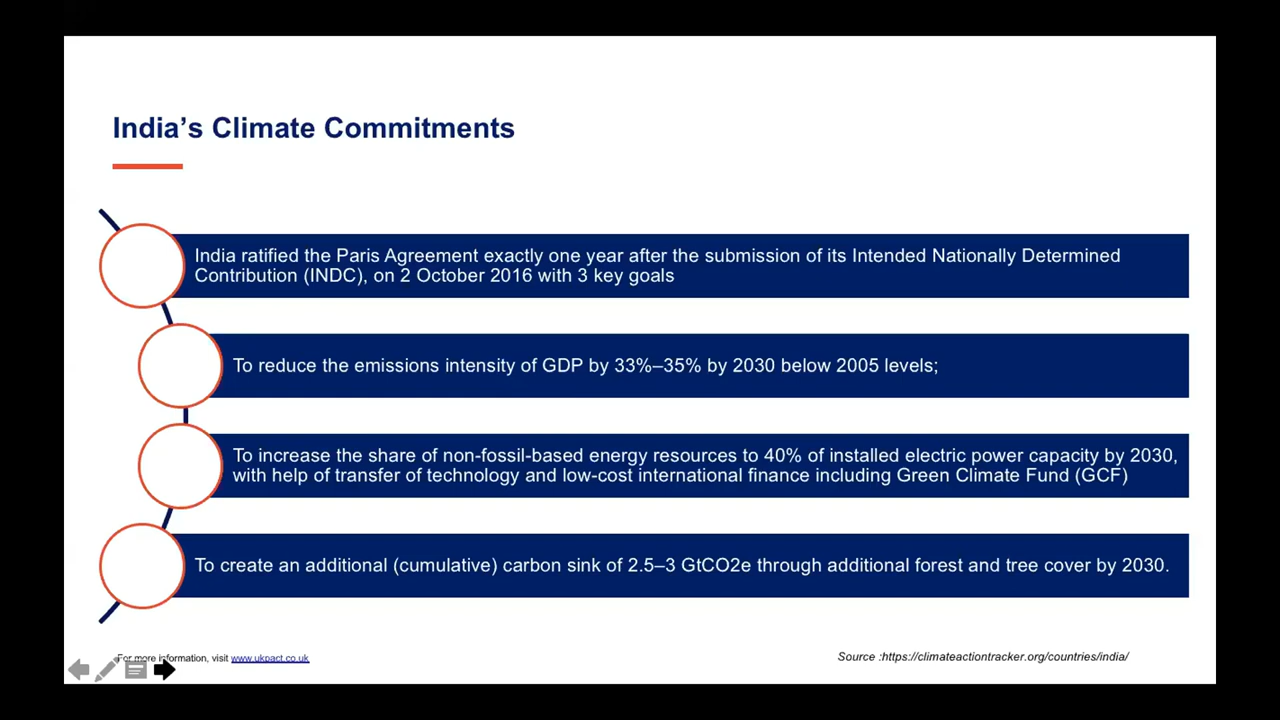 India’s Climate Commitments
India ratified the Paris Agreement exactly one year after the submission of its Intended Nationally Determined
Contribution (INDC), on 2 October 2016 with 3 key goals
To reduce the emissions intensity of GDP by 33%–35% by 2030 below 2005 levels;
To increase the share of non-fossil-based energy resources to 40% of installed electric power capacity by 2030,
with help of transfer of technology and low-cost international finance including Green Climate Fund (GCF)
To create an additional (cumulative) carbon sink of 2.5–3 GtCO2e through additional forest and tree cover by 2030.
For more information, visit www.ukpact.co.uk
Source :https://climateactiontracker.org/countries/india/